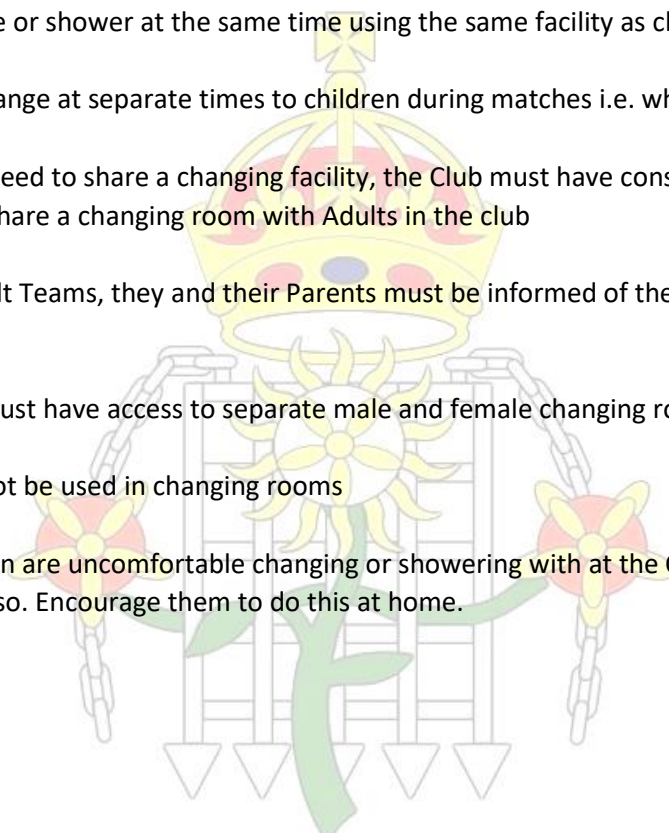 e or shower at the same time using the same facility as c
ange at separate times to children during matches i.e. wh
eed to share a changing facility, the Club must have cons
hare a changing room with Adults in the club
lt Teams, they and their Parents must be informed of the
ust have access to separate male and female changing ro
ot be used in changing rooms
n are uncomfortable changing or showering with at the
so. Encourage them to do this at home.